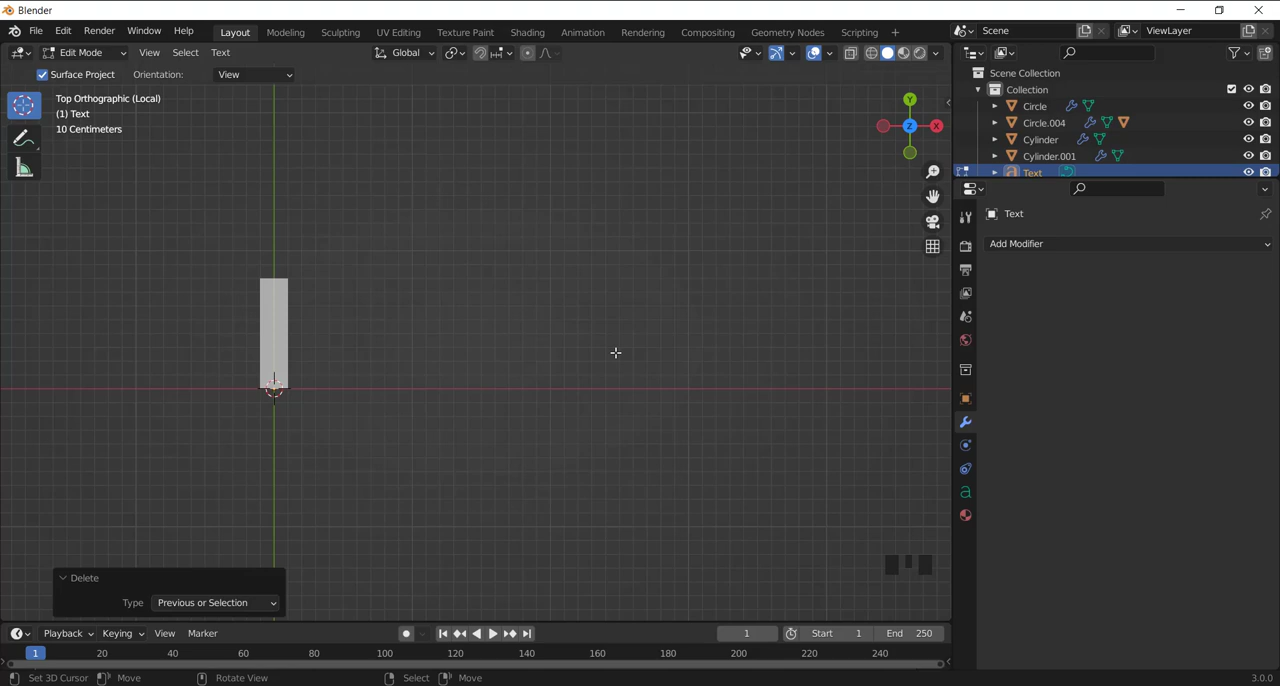 Blender
File Edit Render Window Help Layout Modeling Sculpting UV Editing Texture Paint Shading Animation Rendering Compositing Geometry Nodes Scripting + Scene ViewLayer
Edit Mode View Select Text Global
Surface Project Orientation: View
Top Orthographic (Local)
(1) Text
10 Centimeters
Y
Z
X
Scene Collection
Collection
Circle
Circle.004
Cylinder
Cylinder.001
Text
Text
Add Modifier
Delete
Type Previous or Selection
Playback Keying View Marker 1 Start 1 End 250
1 20 40 60 80 100 120 140 160 180 200 220 240
Set 3D Cursor Move Rotate View Select Move 3.0.0